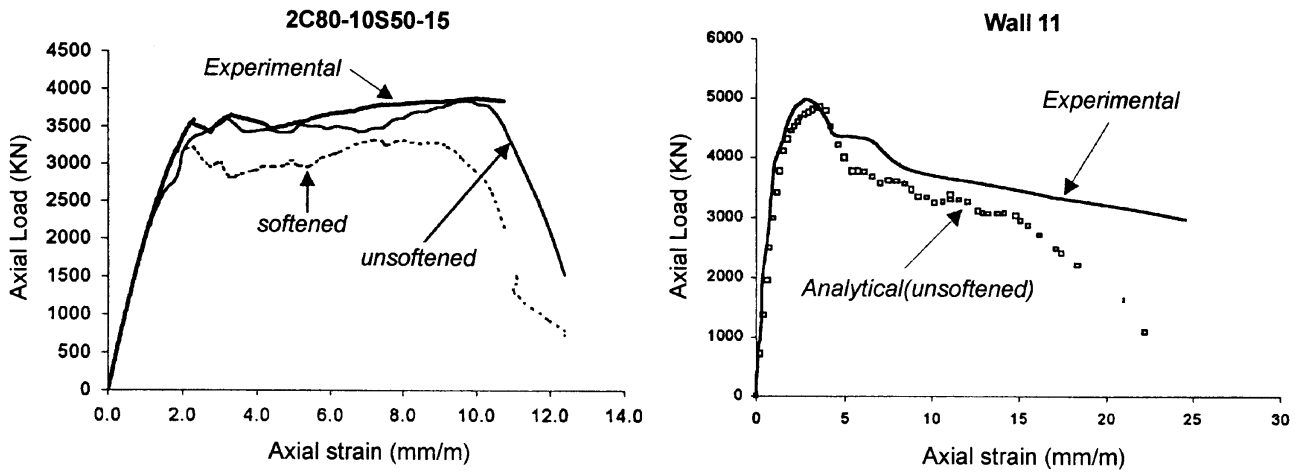 2C80-10S50-15
Axial Load (KN)
4500
4000
3500
3000
2500
2000
1500
1000
500
0
0.0 2.0 4.0 6.0 8.0 10.0 12.0 14.0
Axial strain (mm/m)
Experimental
softened
unsoftened
Wall 11
Axial Load (KN)
6000
5000
4000
3000
2000
1000
0
0 5 10 15 20 25 30
Axial strain (mm/m)
Experimental
Analytical(unsoftened)